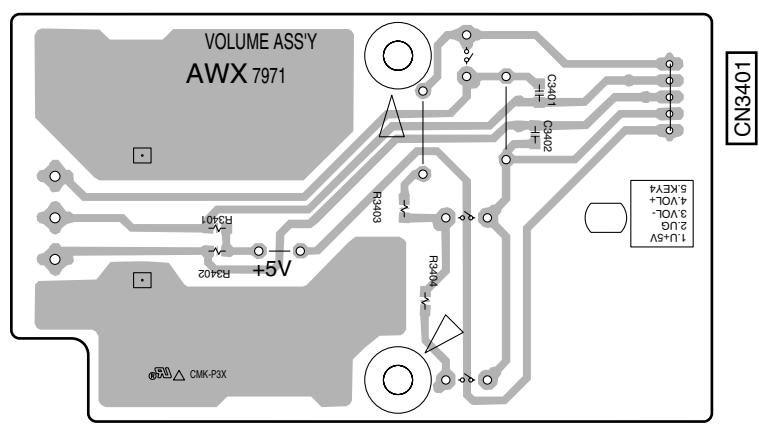 VOLUME ASS'Y
AWX 7971
C3401
C3402
CN3401
R3403
R3401
R3402
+5V
R3404
5.KEY4
4.VOL+
3.VOL-
2.UG
1.U+5V
CMK-P3X